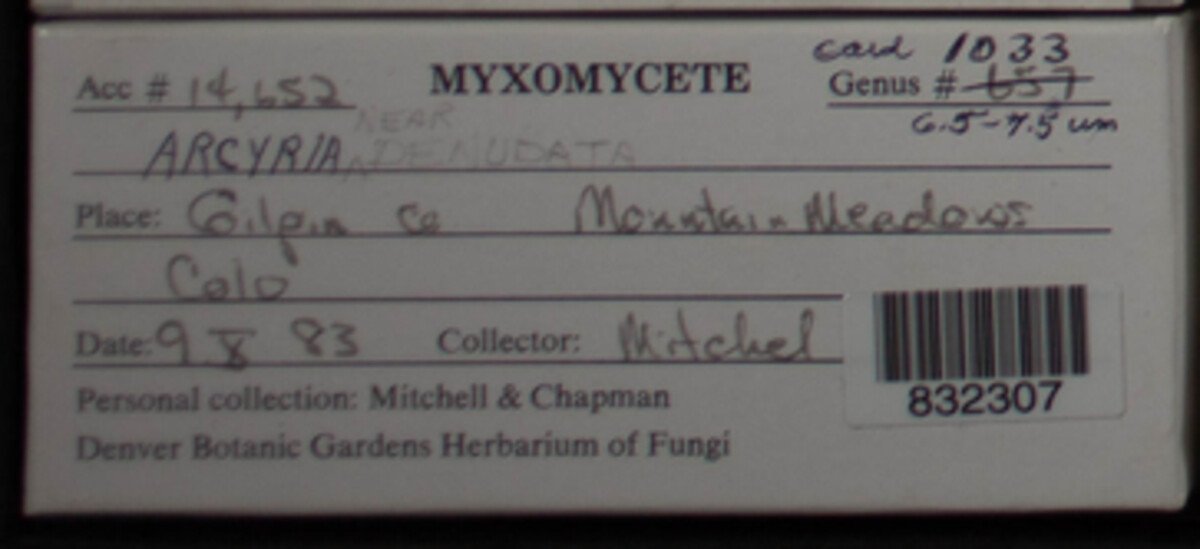 card 1033
Acc # 14,652 MYXOMYCETE Genus # 657
6.5-7.5 um
NEAR
ARCYRIA ^ DENUDATA
Place: Gilpin Co Mountain Meadows
Colo
Date: 9 X 83 Collector: Mitchel
832307
Personal collection: Mitchell & Chapman
Denver Botanic Gardens Herbarium of Fungi